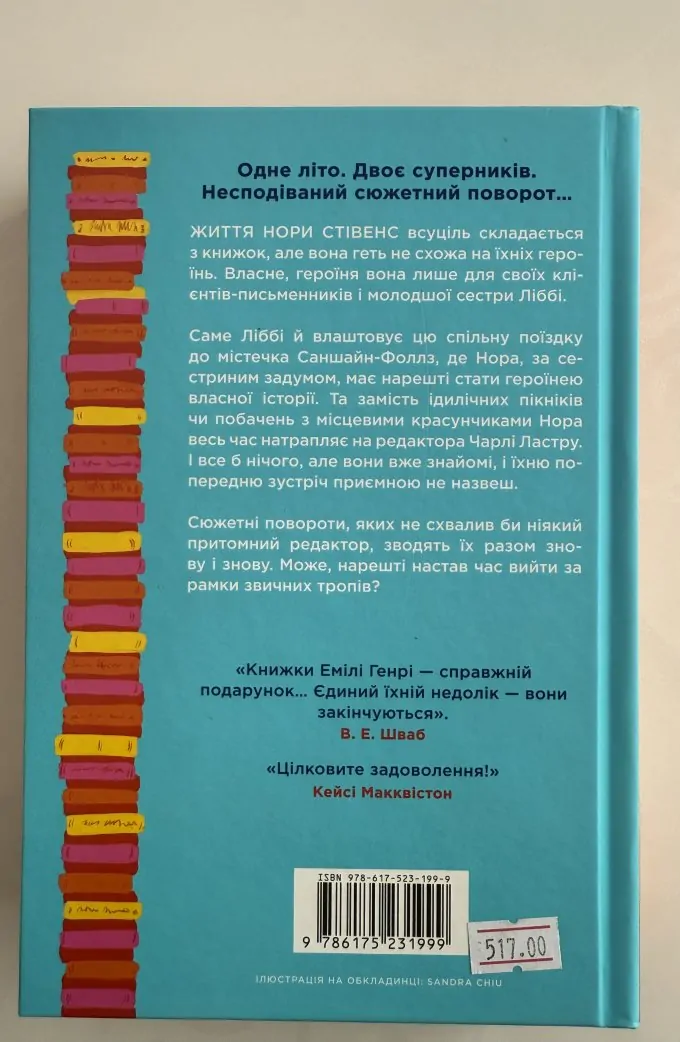 Одне літо. Двоє суперників.
Несподіваний сюжетний поворот...
ЖИТТЯ НОРИ СТІВЕНС всуціль складається
з книжок, але вона геть не схожа на їхніх геро-
їнь. Власне, героїня вона лише для своїх клі-
єнтів-письменників і молодшої сестри Ліббі.
Саме Ліббі й влаштовує цю спільну поїздку
до містечка Саншайн-Фоллз, де Нора, за се-
стриним задумом, має нарешті стати героїнею
власної історії. Та замість ідилічних пікніків
чи побачень з місцевими красунчиками Нора
весь час натрапляє на редактора Чарлі Ластру.
І все б нічого, але вони вже знайомі, і їхню по-
передню зустріч приємною не назвеш.
Сюжетні повороти, яких не схвалив би ніякий
притомний редактор, зводять їх разом зно-
ву і знову. Може, нарешті настав час вийти за
рамки звичних тропів?
«Книжки Емілі Генрі — справжній
подарунок... Єдиний їхній недолік — вони
закінчуються».
В. Е. Шваб
«Цілковите задоволення!»
Кейсі Макквістон
ISBN 978-617-523-199-9
9 786175 231999
517.00
ІЛЮСТРАЦІЯ НА ОБКЛАДИНЦІ: SANDRA CHIU